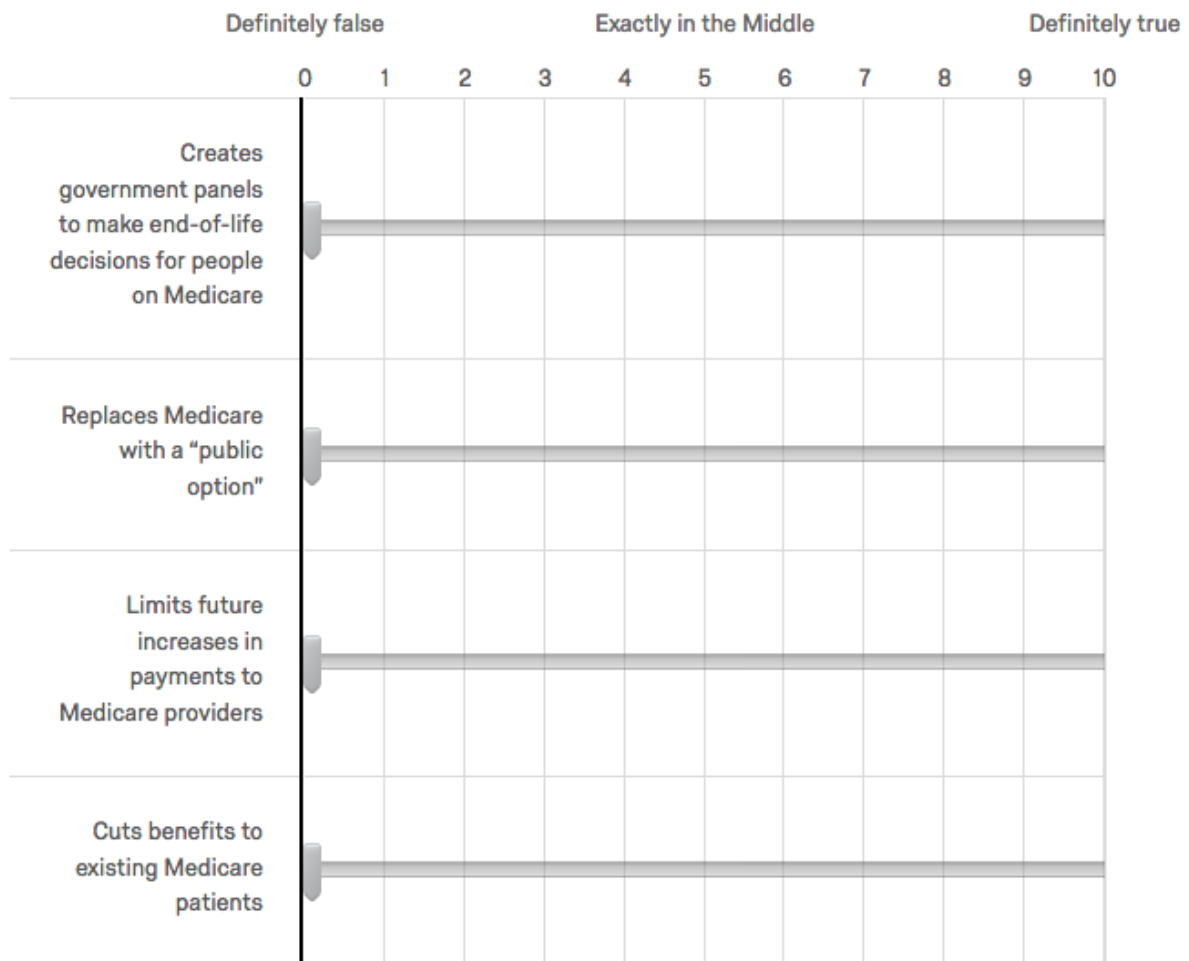 Definitely false Exactly in the Middle Definitely true
0 1 2 3 4 5 6 7 8 9 10
Creates
government panels
to make end-of-life
decisions for people
on Medicare
Replaces Medicare
with a “public
option”
Limits future
increases in
payments to
Medicare providers
Cuts benefits to
existing Medicare
patients